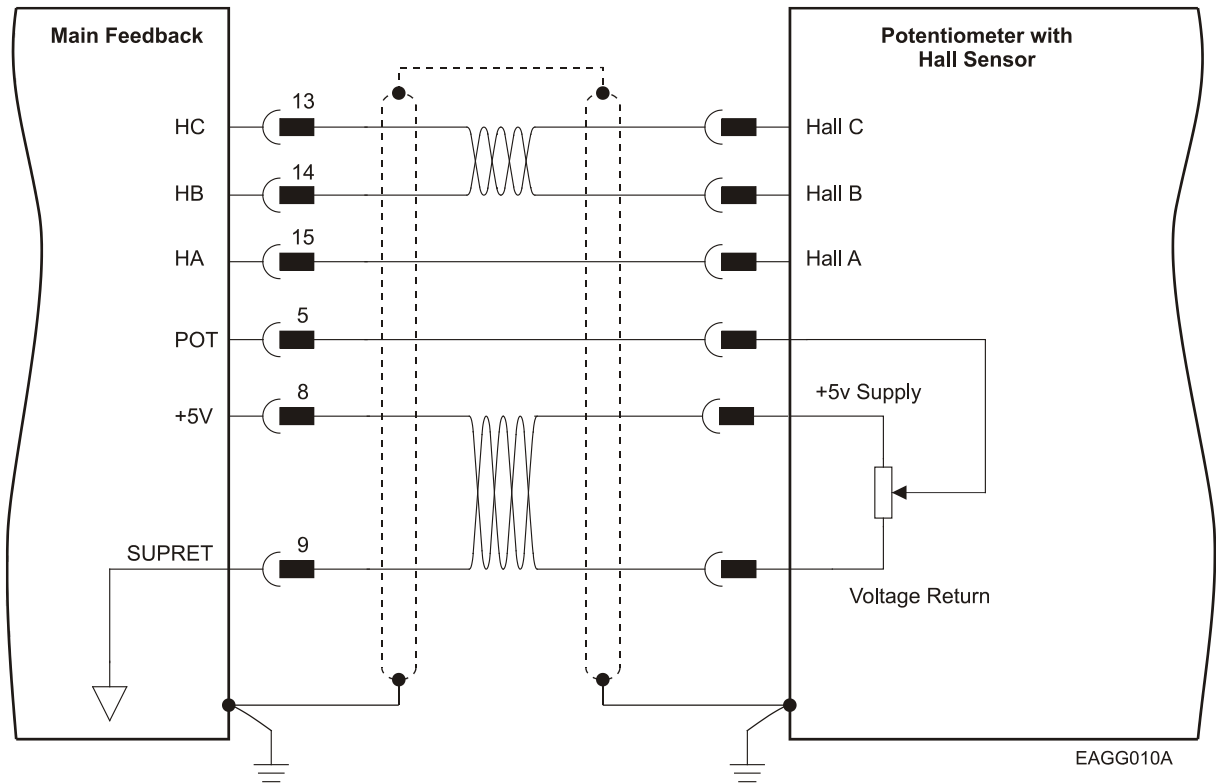 Main Feedback
Potentiometer with
Hall Sensor
HC
13
Hall C
HB
14
Hall B
HA
15
Hall A
POT
5
+5V
8
+5v Supply
SUPRET
9
Voltage Return
EAGG010A